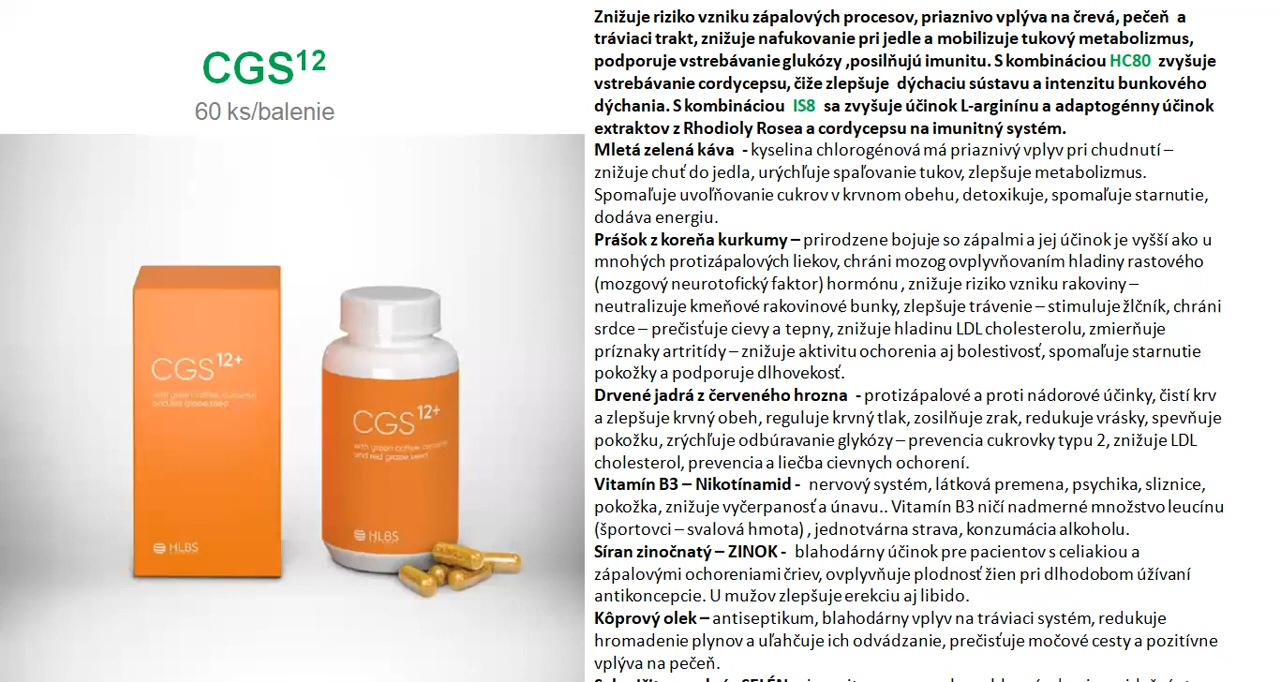 CGS12
60 ks/balenie
CGS12+
with green coffee, curcumin
and red grape seed
HLBS
CGS12+
with green coffee, curcumin
and red grape seed
HLBS
Znižuje riziko vzniku zápalových procesov, priaznivo vplýva na črevá, pečeň a
tráviaci trakt, znižuje nafukovanie pri jedle a mobilizuje tukový metabolizmus,
podporuje vstrebávanie glukózy ,posilňujú imunitu. S kombináciou HC80 zvyšuje
vstrebávanie cordycepsu, čiže zlepšuje dýchaciu sústavu a intenzitu bunkového
dýchania. S kombináciou IS8 sa zvyšuje účinok L-arginínu a adaptogénny účinok
extraktov z Rhodioly Rosea a cordycepsu na imunitný systém.
Mletá zelená káva - kyselina chlorogénová má priaznivý vplyv pri chudnutí –
znižuje chuť do jedla, urýchľuje spaľovanie tukov, zlepšuje metabolizmus.
Spomaľuje uvoľňovanie cukrov v krvnom obehu, detoxikuje, spomaľuje starnutie,
dodáva energiu.
Prášok z koreňa kurkumy – prirodzene bojuje so zápalmi a jej účinok je vyšší ako u
mnohých protizápalových liekov, chráni mozog ovplyvňovaním hladiny rastového
(mozgový neurotofický faktor) hormónu , znižuje riziko vzniku rakoviny –
neutralizuje kmeňové rakovinové bunky, zlepšuje trávenie – stimuluje žlčník, chráni
srdce – prečisťuje cievy a tepny, znižuje hladinu LDL cholesterolu, zmierňuje
príznaky artritídy – znižuje aktivitu ochorenia aj bolestivosť, spomaľuje starnutie
pokožky a podporuje dlhovekosť.
Drvené jadrá z červeného hrozna - protizápalové a proti nádorové účinky, čistí krv
a zlepšuje krvný obeh, reguluje krvný tlak, zosilňuje zrak, redukuje vrásky, spevňuje
pokožku, zrýchľuje odbúravanie glykózy – prevencia cukrovky typu 2, znižuje LDL
cholesterol, prevencia a liečba cievnych ochorení.
Vitamín B3 – Nikotínamid - nervový systém, látková premena, psychika, sliznice,
pokožka, znižuje vyčerpanosť a únavu.. Vitamín B3 ničí nadmerné množstvo leucínu
(športovci – svalová hmota) , jednotvárna strava, konzumácia alkoholu.
Síran zinočnatý – ZINOK - blahodárny účinok pre pacientov s celiakiou a
zápalovými ochoreniami čriev, ovplyvňuje plodnosť žien pri dlhodobom úžívaní
antikoncepcie. U mužov zlepšuje erekciu aj libido.
Kôprový olek – antiseptikum, blahodárny vplyv na tráviaci systém, redukuje
hromadenie plynov a uľahčuje ich odvádzanie, prečisťuje močové cesty a pozitívne
vplýva na pečeň.